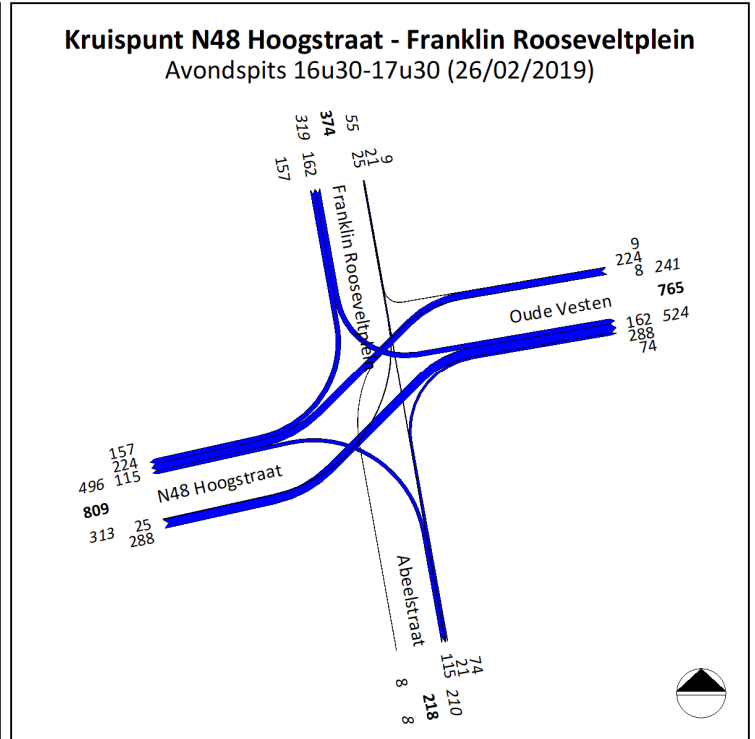 Kruispunt N48 Hoogstraat - Franklin Rooseveltplein
Avondspits 16u30-17u30 (26/02/2019)
319 374 55
157 162 25 21 9
Franklin Rooseveltplein
9
224
8 241
765
Oude Vesten
162 524
288
74
157
224
496 115
N48 Hoogstraat
809
313 25
288
Abeelstraat
115 21 74
8
8 218 210